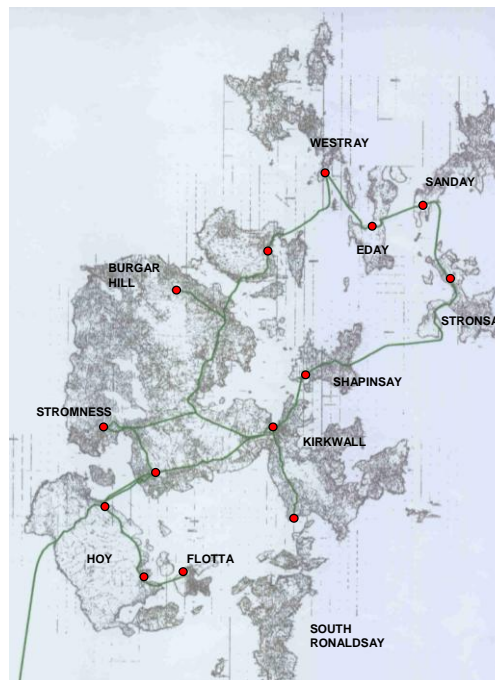 WESTRAY
SANDAY
EDAY
BURGAR
HILL
STRONSA
SHAPINSAY
STROMNESS
KIRKWALL
HOY
FLOTTA
SOUTH
RONALDSAY